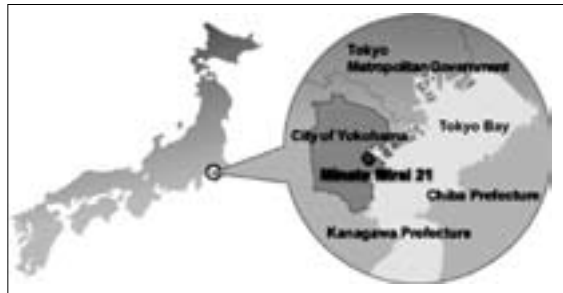 Tokyo
Metropolitan Government
Tokyo Bay
City of Yokohama
Minato Mirai 21
Chiba Prefecture
Kanagawa Prefecture